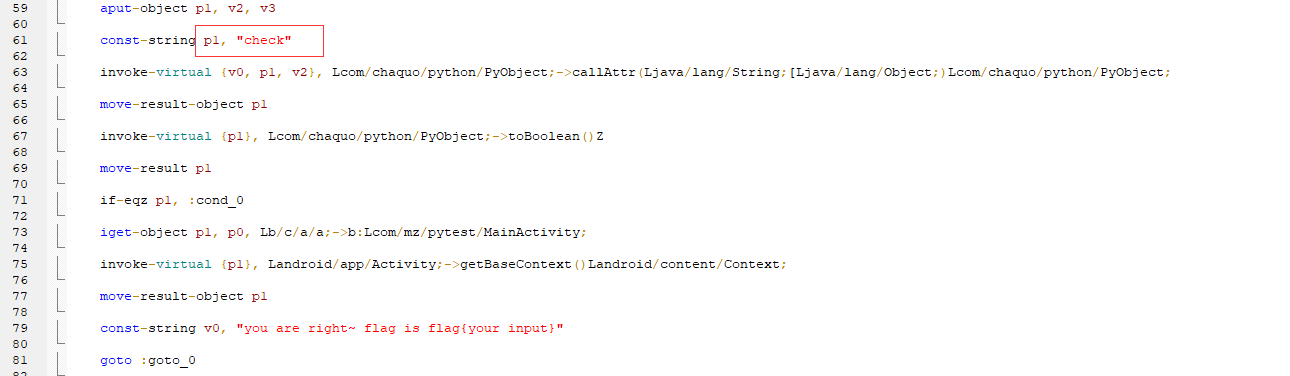 59 aput-object p1, v2, v3
60
61 const-string p1, "check"
62
63 invoke-virtual {v0, p1, v2}, Lcom/chaquo/python/PyObject;->callAttr(Ljava/lang/String;[Ljava/lang/Object;)Lcom/chaquo/python/PyObject;
64
65 move-result-object p1
66
67 invoke-virtual {p1}, Lcom/chaquo/python/PyObject;->toBoolean()Z
68
69 move-result p1
70
71 if-eqz p1, :cond_0
72
73 iget-object p1, p0, Lb/c/a/a;->b:Lcom/mz/pytest/MainActivity;
74
75 invoke-virtual {p1}, Landroid/app/Activity;->getBaseContext()Landroid/content/Context;
76
77 move-result-object p1
78
79 const-string v0, "you are right~ flag is flag{your input}"
80
81 goto :goto_0
82